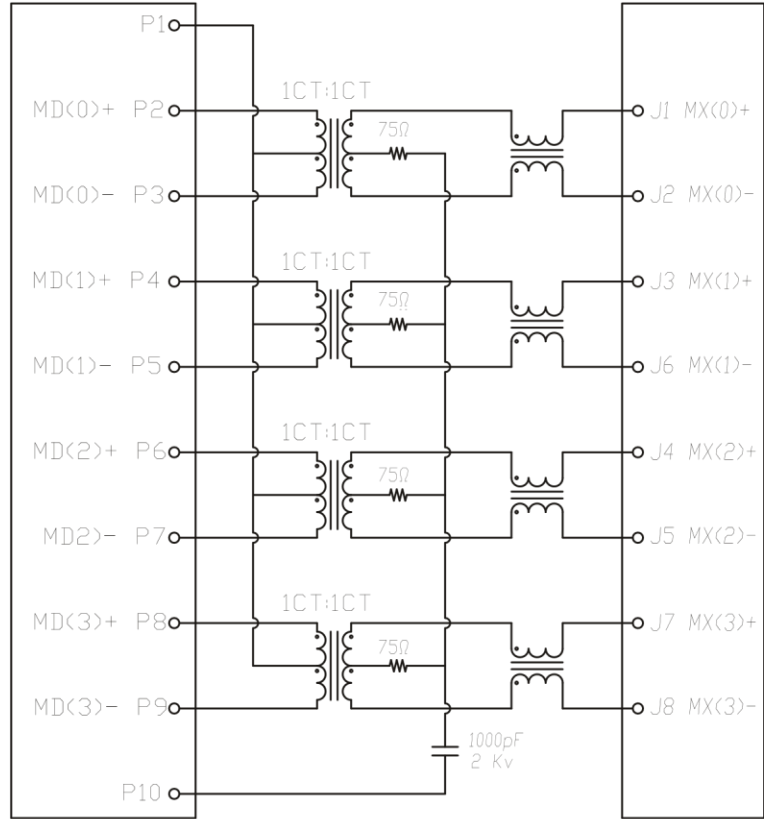 P1
1CT:1CT
MD(0)+ P2
75Ω
J1 MX(0)+
MD(0)- P3
J2 MX(0)-
1CT:1CT
MD(1)+ P4
75Ω
J3 MX(1)+
MD(1)- P5
J6 MX(1)-
1CT:1CT
MD(2)+ P6
75Ω
J4 MX(2)+
MD2)- P7
J5 MX(2)-
1CT:1CT
MD(3)+ P8
75Ω
J7 MX(3)+
MD(3)- P9
J8 MX(3)-
1000pF
2 Kv
P10